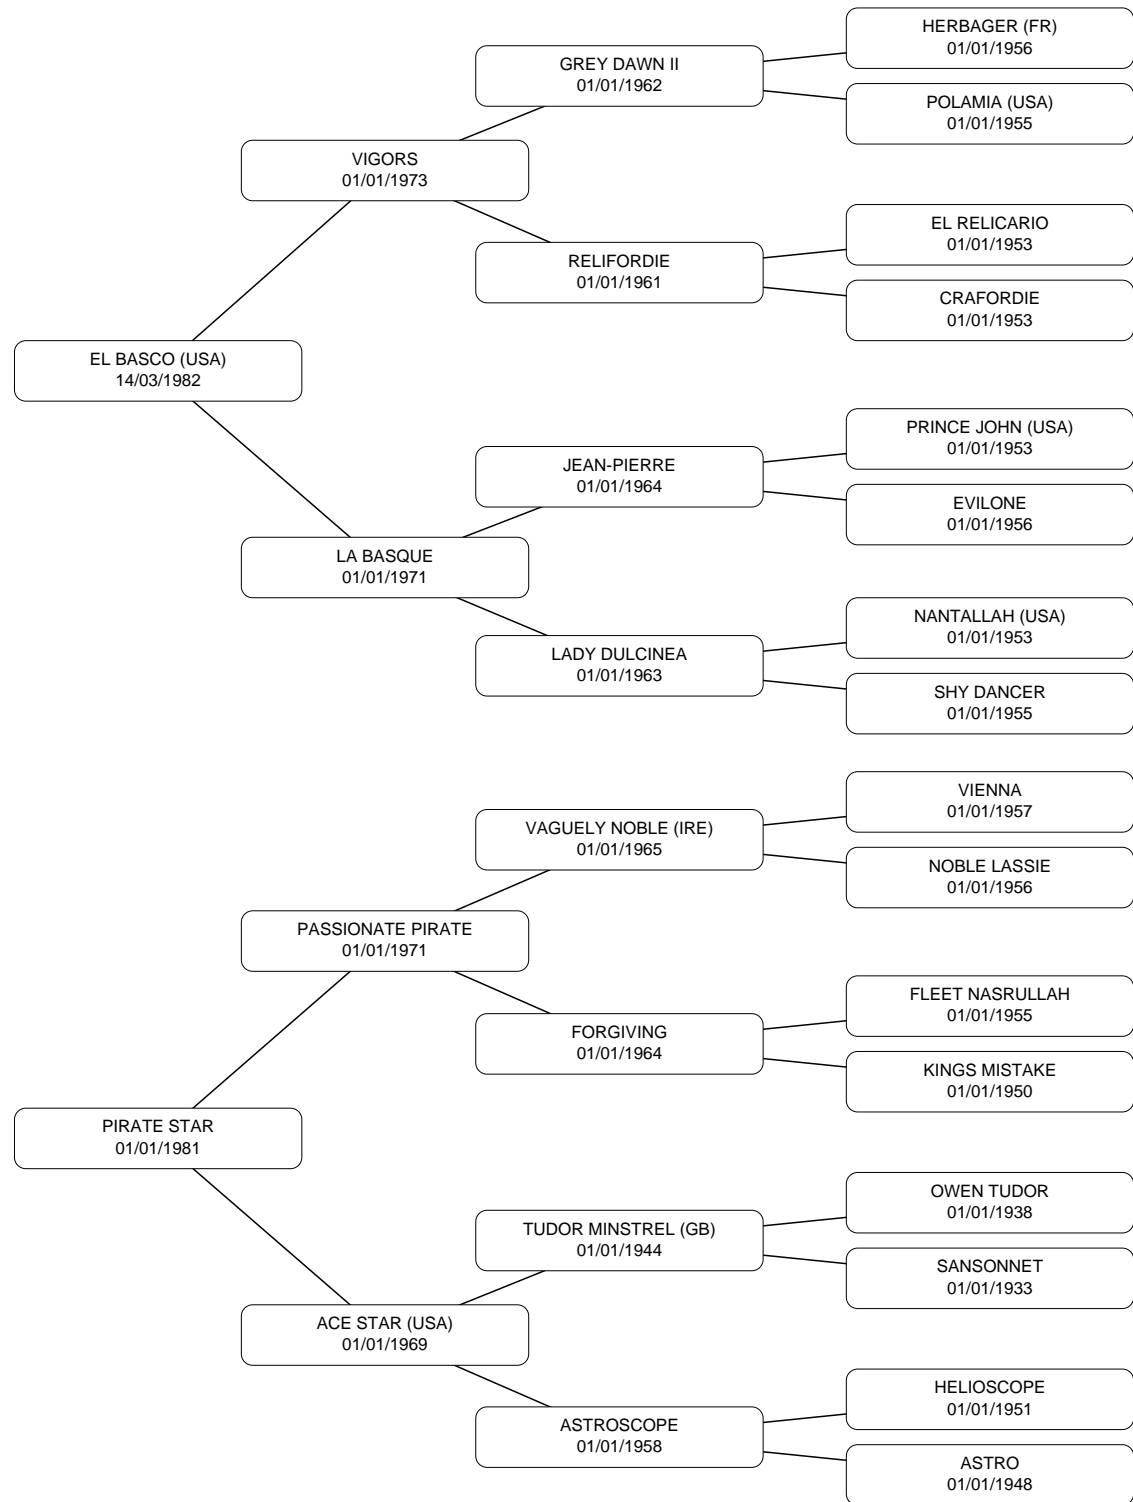 HERBAGER (FR)
01/01/1956
GREY DAWN II
01/01/1962
POLAMIA (USA)
01/01/1955
VIGORS
01/01/1973
EL RELICARIO
01/01/1953
RELIFORDIE
01/01/1961
CRAFORDIE
01/01/1953
EL BASCO (USA)
14/03/1982
PRINCE JOHN (USA)
01/01/1953
JEAN-PIERRE
01/01/1964
EVILONE
01/01/1956
LA BASQUE
01/01/1971
NANTALLAH (USA)
01/01/1953
LADY DULCINEA
01/01/1963
SHY DANCER
01/01/1955
VIENNA
01/01/1957
VAGUELY NOBLE (IRE)
01/01/1965
NOBLE LASSIE
01/01/1956
PASSIONATE PIRATE
01/01/1971
FLEET NASRULLAH
01/01/1955
FORGIVING
01/01/1964
KINGS MISTAKE
01/01/1950
PIRATE STAR
01/01/1981
OWEN TUDOR
01/01/1938
TUDOR MINSTREL (GB)
01/01/1944
SANSONNET
01/01/1933
ACE STAR (USA)
01/01/1969
HELIOSCOPE
01/01/1951
ASTROSCOPE
01/01/1958
ASTRO
01/01/1948